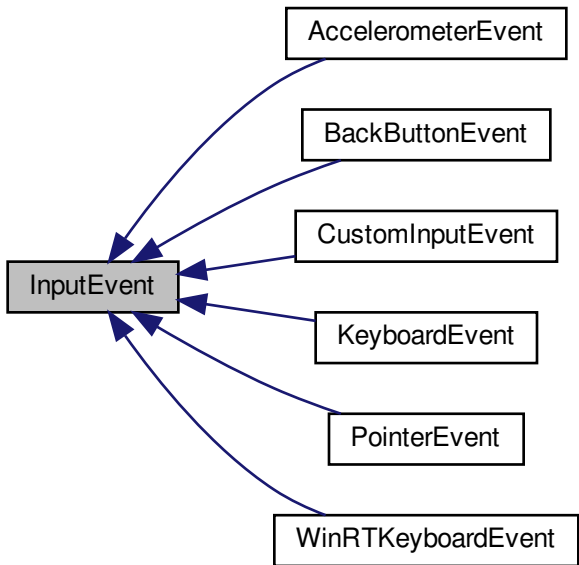 AccelerometerEvent
BackButtonEvent
CustomInputEvent
InputEvent
KeyboardEvent
PointerEvent
WinRTKeyboardEvent